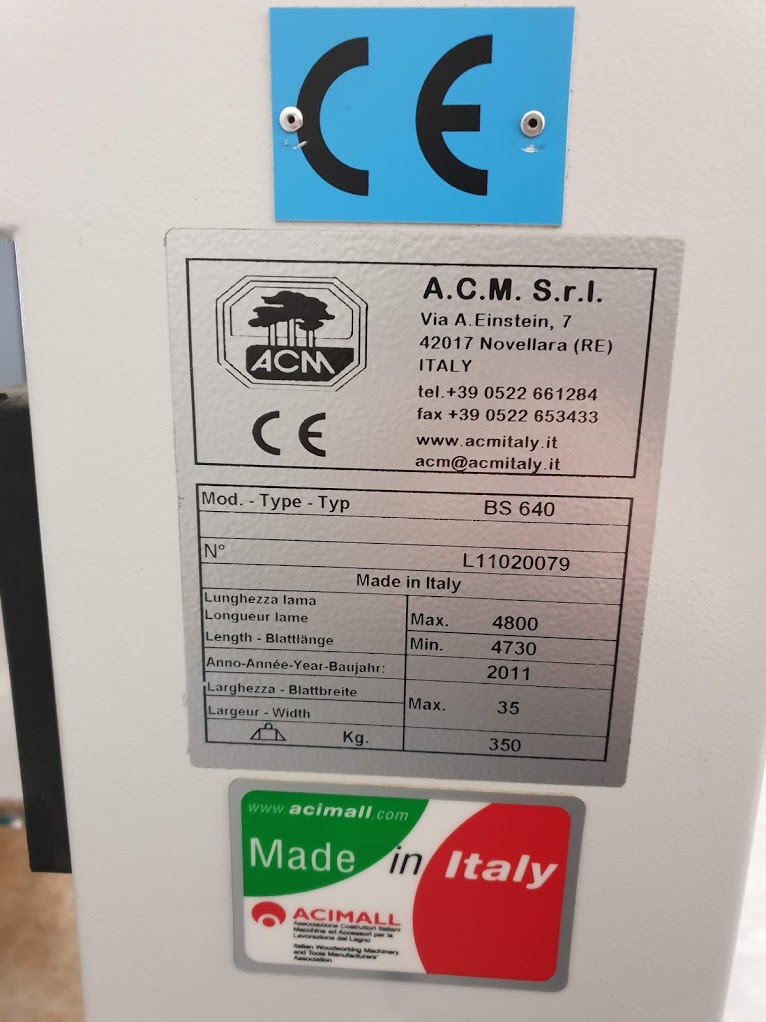 CE
ACM
CE
A.C.M. S.r.l.
Via A.Einstein, 7
42017 Novellara (RE)
ITALY
tel.+39 0522 661284
fax +39 0522 653433
www.acmitaly.it
acm@acmitaly.it
Mod. - Type - Typ BS 640
N° L11020079
Made in Italy
Lunghezza lama
Longueur lame Max. 4800
Length - Blattlänge Min. 4730
Anno-Année-Year-Baujahr: 2011
Larghezza - Blattbreite
Largeur - Width Max. 35
Kg. 350
www.acimall.com
Made in Italy
ACIMALL
Associazione Costruttori Italiani
Macchine ed Accessori per la
Lavorazione del Legno
Italian Woodworking Machinery
and Tools Manufacturers'
Association